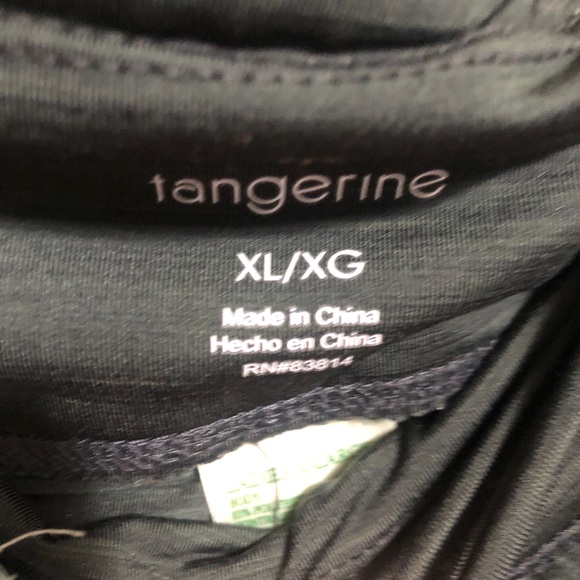 tangerine
XL/XG
Made in China
Hecho en China
RN#83814